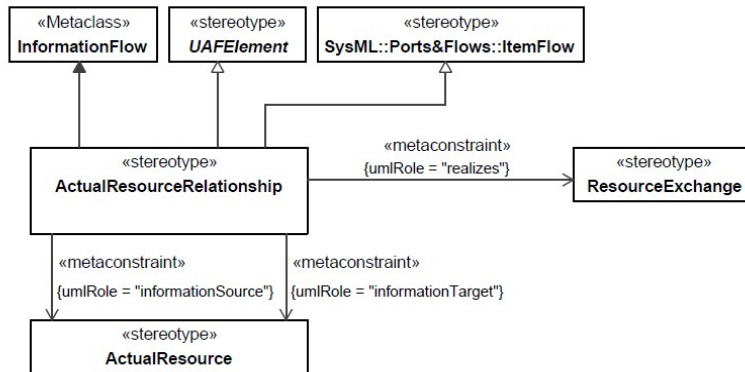 «Metaclass»
InformationFlow
«stereotype»
UAFElement
«stereotype»
SysML::Ports&Flows::ItemFlow
«stereotype»
ActualResourceRelationship
«metaconstraint»
{umlRole = "realizes"}
«stereotype»
ResourceExchange
«metaconstraint»
{umlRole = "informationSource"}
«metaconstraint»
{umlRole = "informationTarget"}
«stereotype»
ActualResource